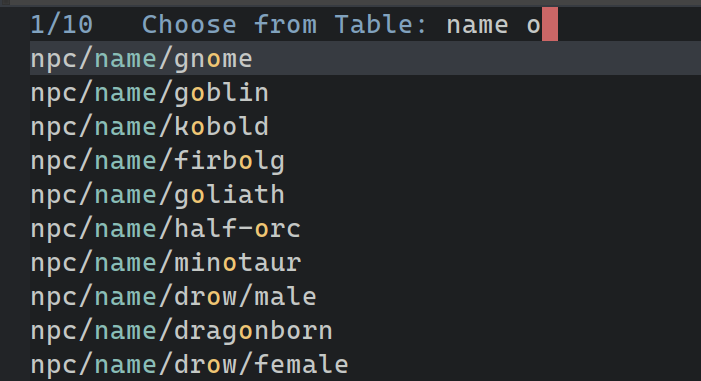 1/10   Choose from Table: name o
npc/name/gnome
npc/name/goblin
npc/name/kobold
npc/name/firbolg
npc/name/goliath
npc/name/half-orc
npc/name/minotaur
npc/name/drow/male
npc/name/dragonborn
npc/name/drow/female